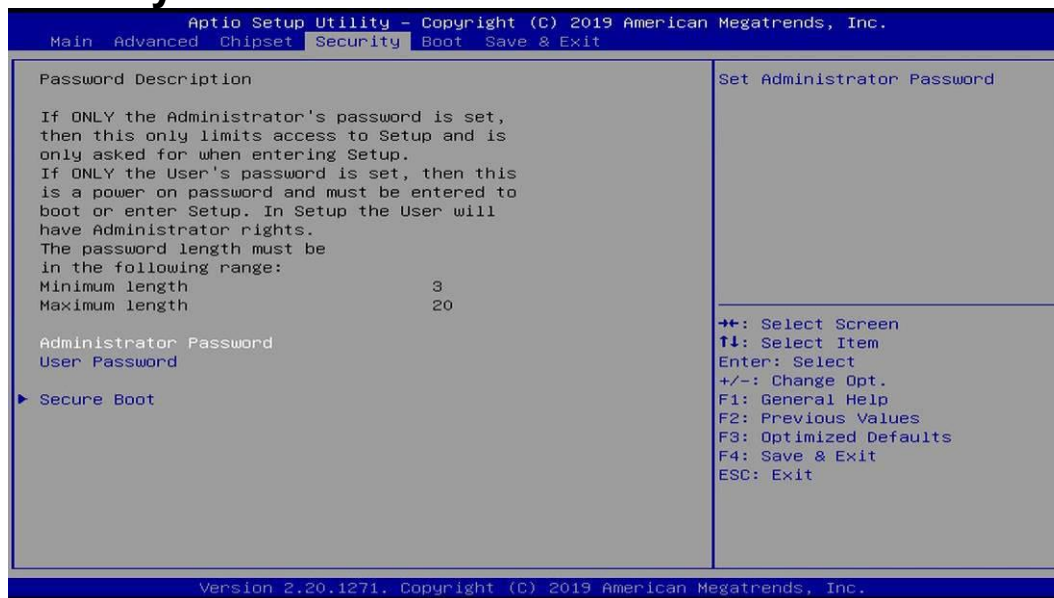 Aptio Setup Utility – Copyright (C) 2019 American Megatrends, Inc.
Main Advanced Chipset Security Boot Save & Exit
Password Description
If ONLY the Administrator's password is set,
then this only limits access to Setup and is
only asked for when entering Setup.
If ONLY the User's password is set, then this
is a power on password and must be entered to
boot or enter Setup. In Setup the User will
have Administrator rights.
The password length must be
in the following range:
Minimum length 3
Maximum length 20
Administrator Password
User Password
Secure Boot
Set Administrator Password
→←: Select Screen
↑↓: Select Item
Enter: Select
+/-: Change Opt.
F1: General Help
F2: Previous Values
F3: Optimized Defaults
F4: Save & Exit
ESC: Exit
Version 2.20.1271. Copyright (C) 2019 American Megatrends, Inc.